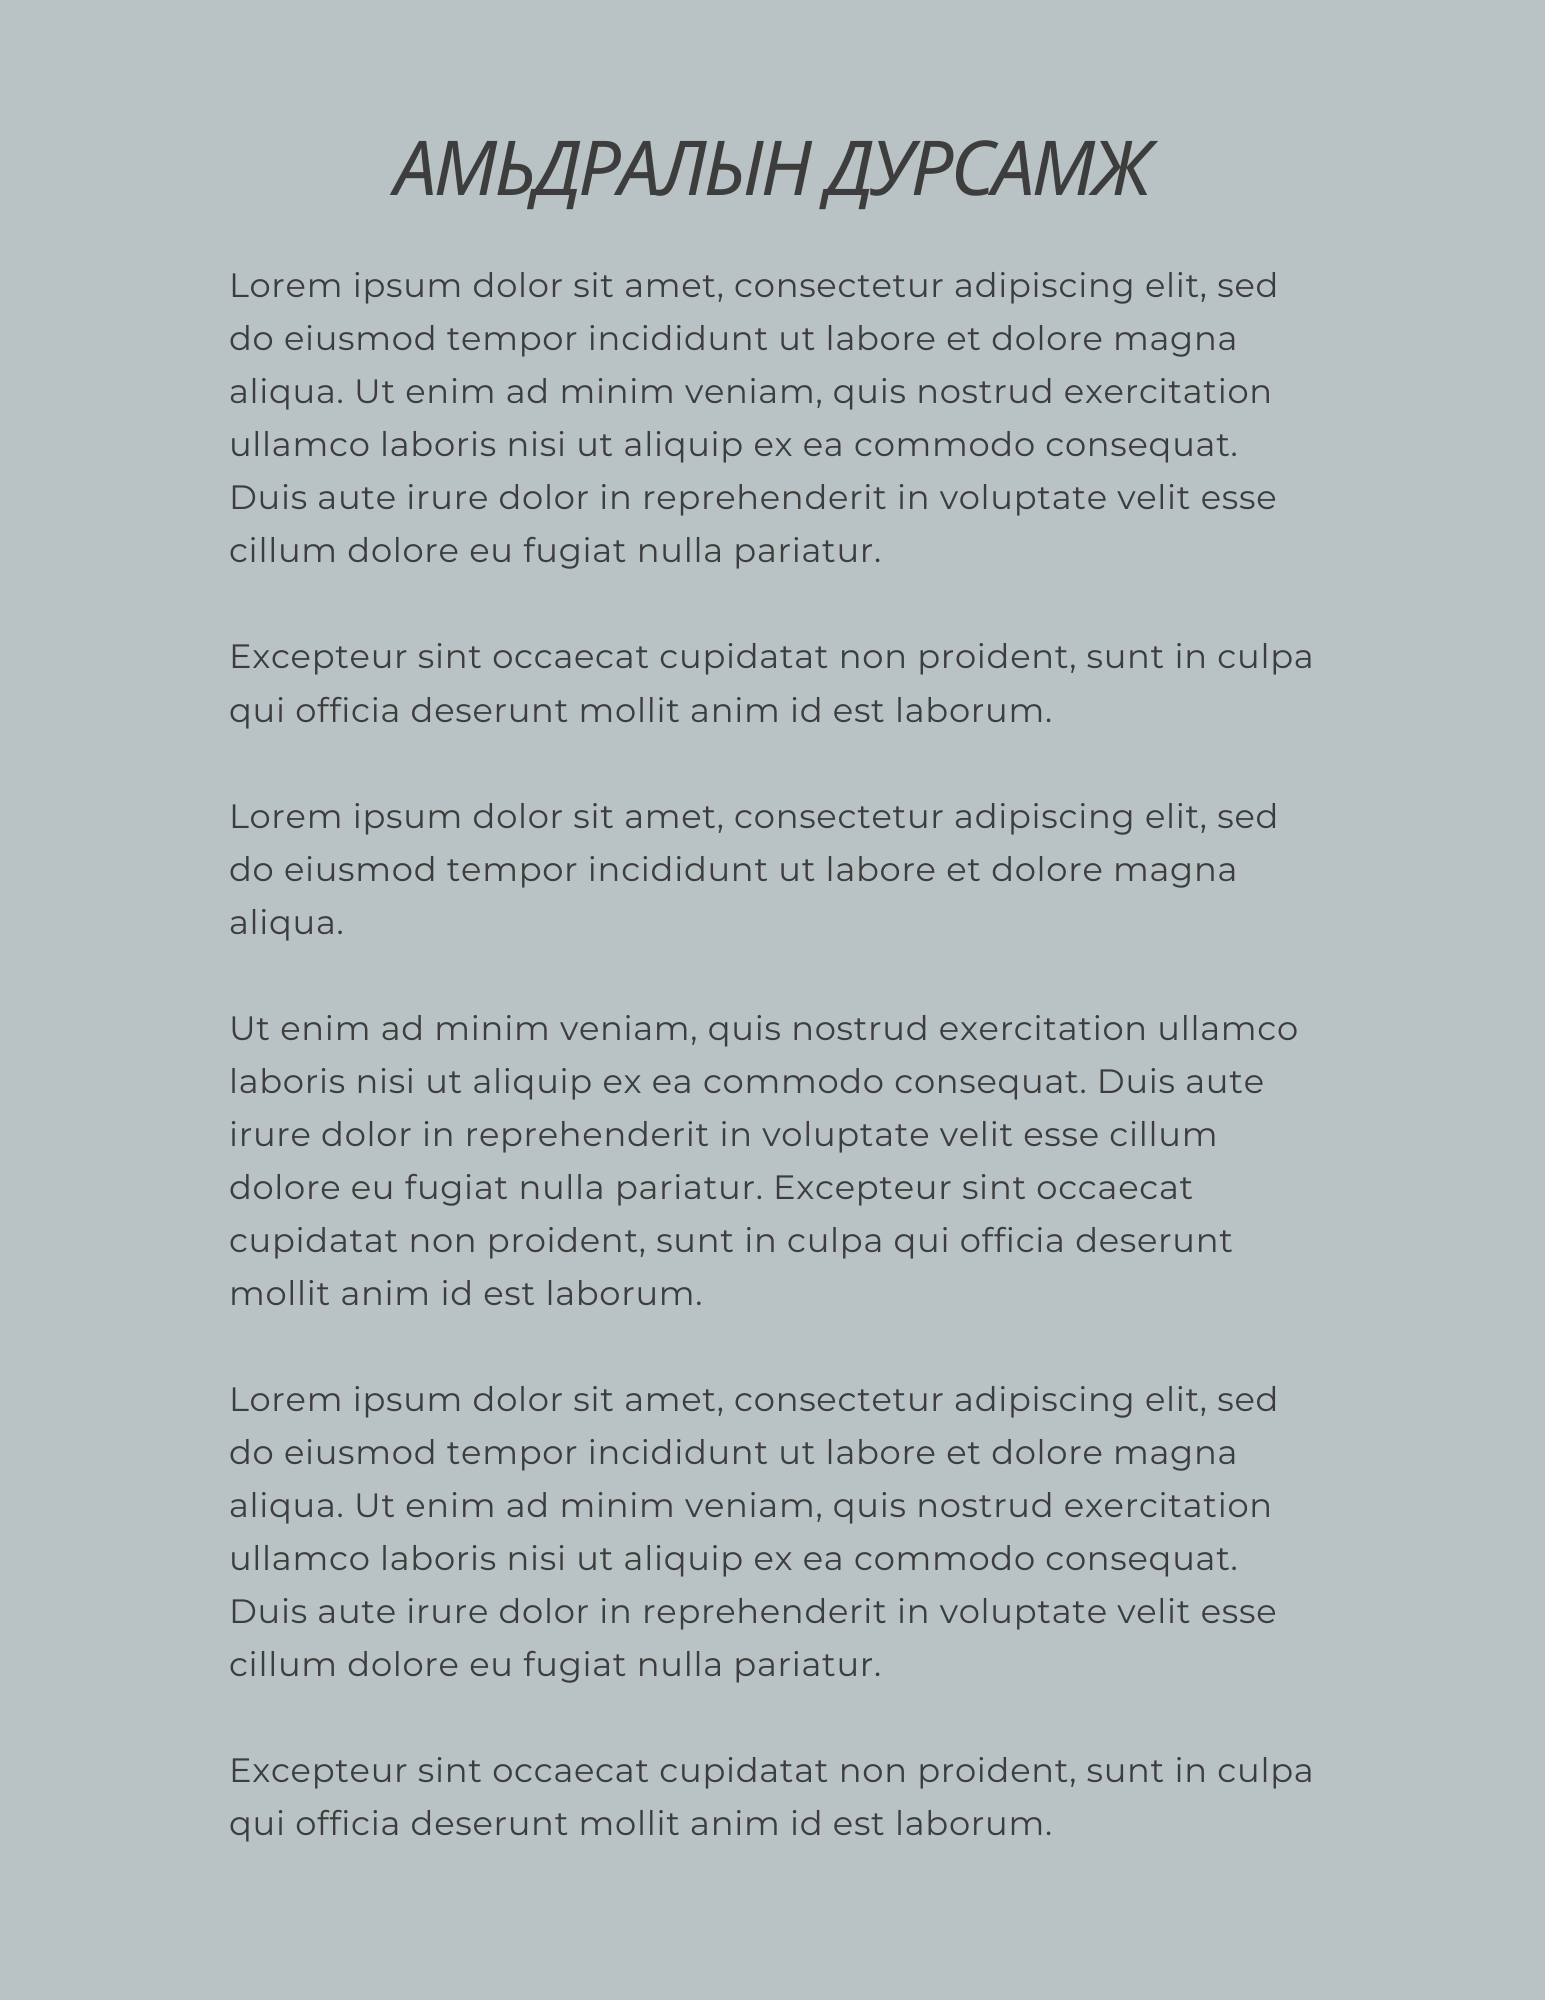 АМЬДРАЛЫН ДУРСАМЖ
Lorem ipsum dolor sit amet, consectetur adipiscing elit, sed
do eiusmod tempor incididunt ut labore et dolore magna
aliqua. Ut enim ad minim veniam, quis nostrud exercitation
ullamco laboris nisi ut aliquip ex ea commodo consequat.
Duis aute irure dolor in reprehenderit in voluptate velit esse
cillum dolore eu fugiat nulla pariatur.
Excepteur sint occaecat cupidatat non proident, sunt in culpa
qui officia deserunt mollit anim id est laborum.
Lorem ipsum dolor sit amet, consectetur adipiscing elit, sed
do eiusmod tempor incididunt ut labore et dolore magna
aliqua.
Ut enim ad minim veniam, quis nostrud exercitation ullamco
laboris nisi ut aliquip ex ea commodo consequat. Duis aute
irure dolor in reprehenderit in voluptate velit esse cillum
dolore eu fugiat nulla pariatur. Excepteur sint occaecat
cupidatat non proident, sunt in culpa qui officia deserunt
mollit anim id est laborum.
Lorem ipsum dolor sit amet, consectetur adipiscing elit, sed
do eiusmod tempor incididunt ut labore et dolore magna
aliqua. Ut enim ad minim veniam, quis nostrud exercitation
ullamco laboris nisi ut aliquip ex ea commodo consequat.
Duis aute irure dolor in reprehenderit in voluptate velit esse
cillum dolore eu fugiat nulla pariatur.
Excepteur sint occaecat cupidatat non proident, sunt in culpa
qui officia deserunt mollit anim id est laborum.